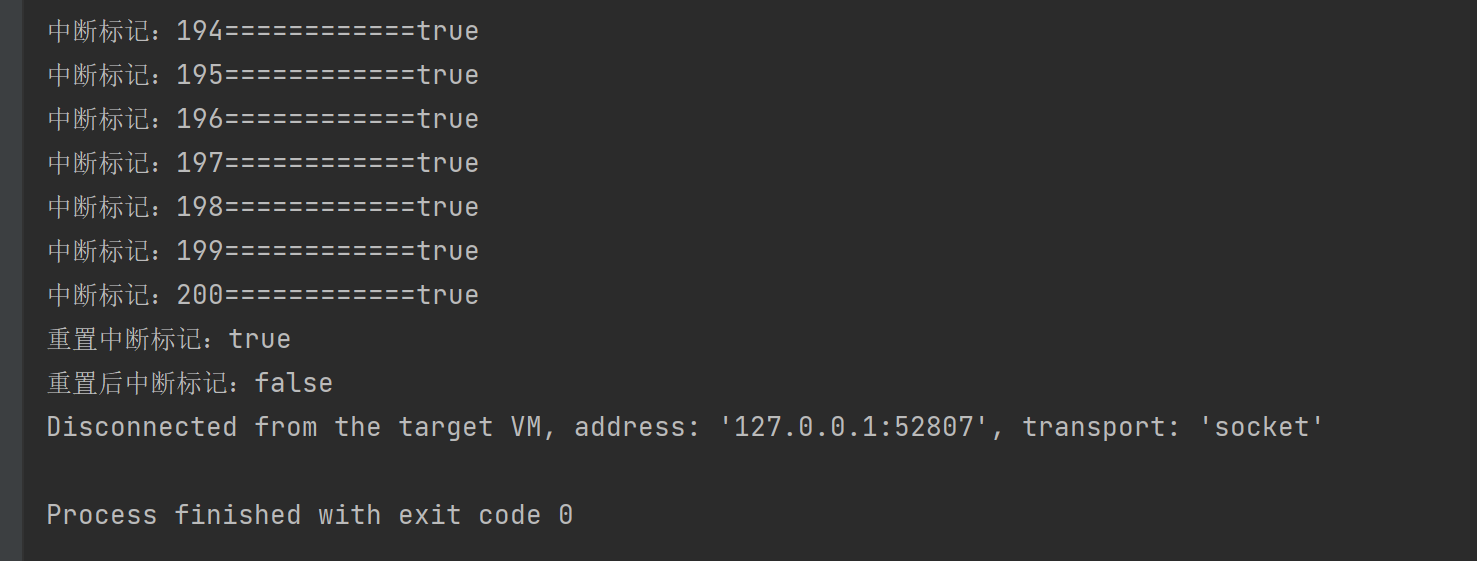 中断标记：194============true
中断标记：195============true
中断标记：196============true
中断标记：197============true
中断标记：198============true
中断标记：199============true
中断标记：200============true
重置中断标记：true
重置后中断标记：false
Disconnected from the target VM, address: '127.0.0.1:52807', transport: 'socket'
Process finished with exit code 0